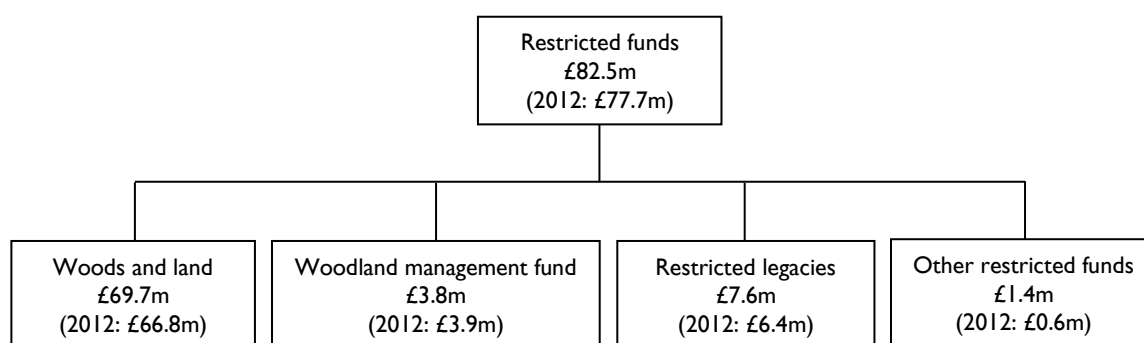 Restricted funds
£82.5m
(2012: £77.7m)
Woods and land
£69.7m
(2012: £66.8m)
Woodland management fund
£3.8m
(2012: £3.9m)
Restricted legacies
£7.6m
(2012: £6.4m)
Other restricted funds
£1.4m
(2012: £0.6m)